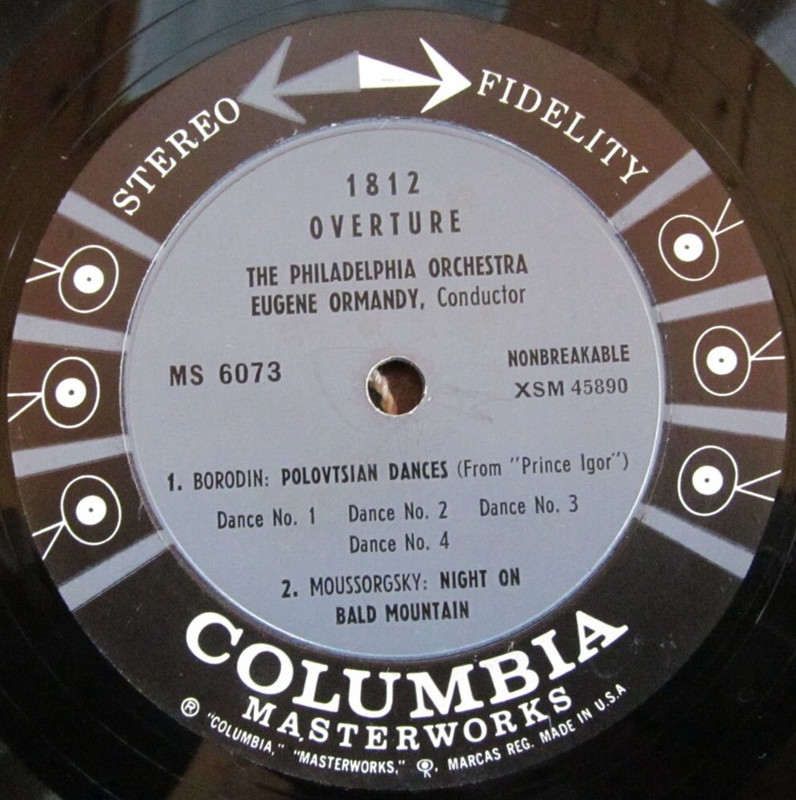 STEREO FIDELITY
1812
OVERTURE
THE PHILADELPHIA ORCHESTRA
EUGENE ORMANDY, Conductor
MS 6073
NONBREAKABLE
XSM 45890
1. BORODIN: POLOVTSIAN DANCES (From "Prince Igor")
Dance No. 1 Dance No. 2 Dance No. 3
Dance No. 4
2. MOUSSORGSKY: NIGHT ON
BALD MOUNTAIN
COLUMBIA
MASTERWORKS
® "COLUMBIA," "MASTERWORKS," MARCAS REG. MADE IN U.S.A